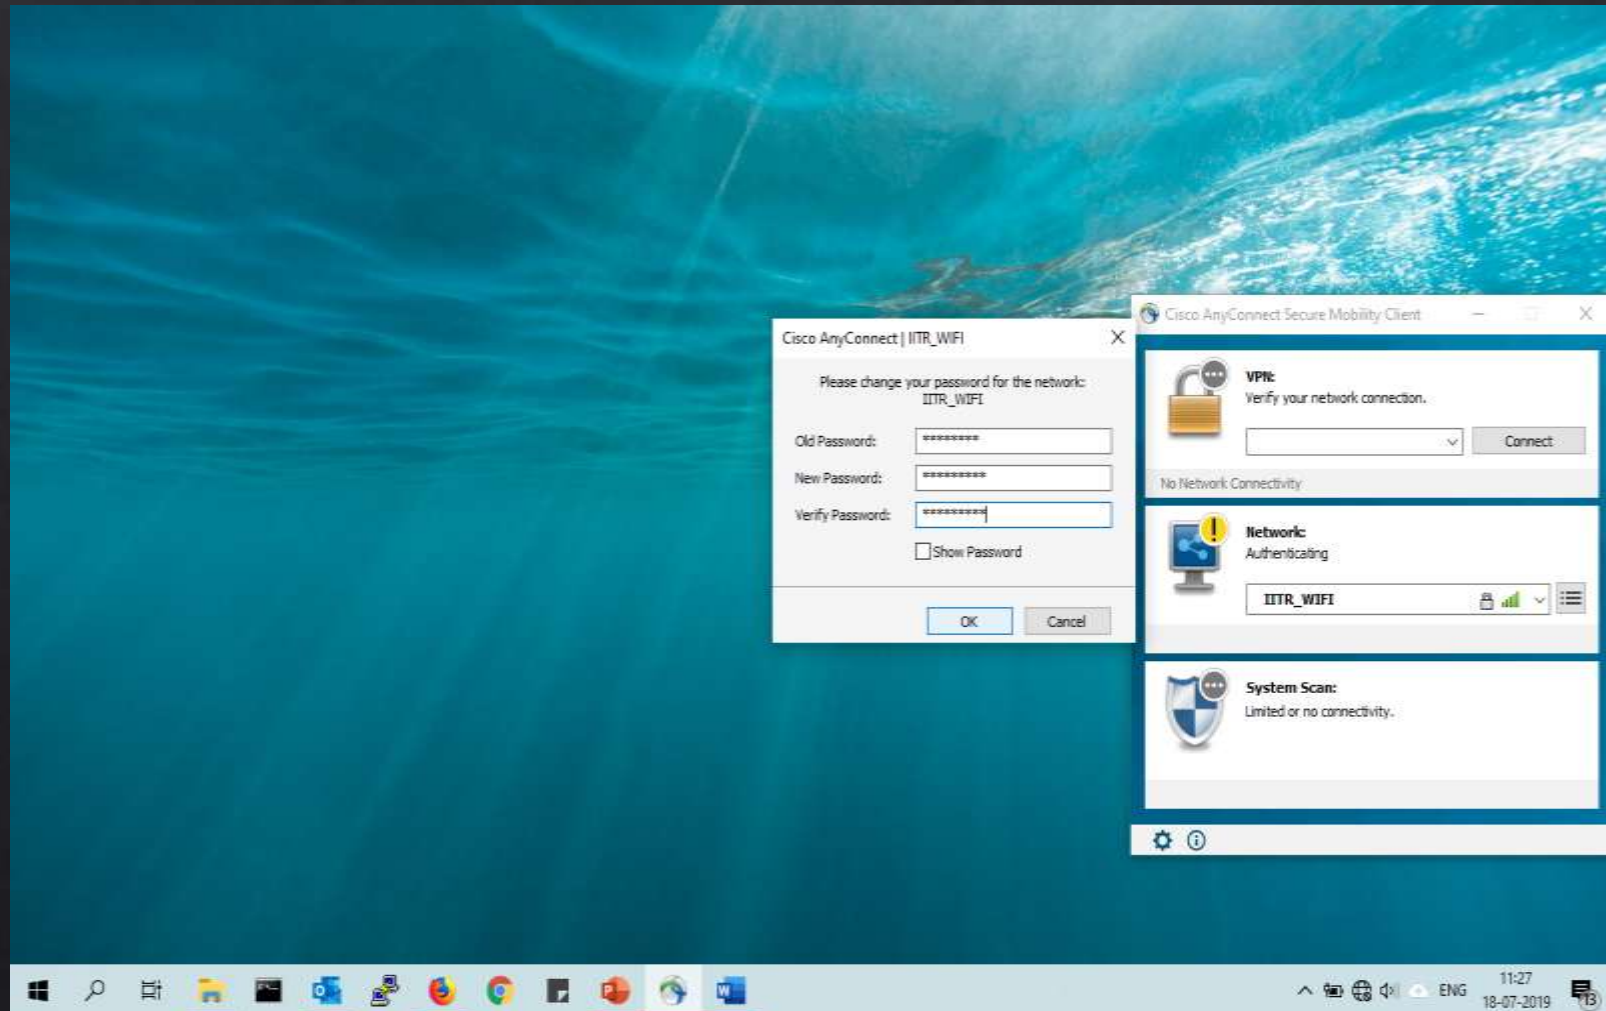 Cisco AnyConnect | IITR_WIFI
Please change your password for the network:
IITR_WIFI
Old Password: ********
New Password: *********
Verify Password: *********
Show Password
OK Cancel
Cisco AnyConnect Secure Mobility Client
VPN:
Verify your network connection.
Connect
No Network Connectivity
Network:
Authenticating
IITR_WIFI
System Scan:
Limited or no connectivity.
ENG
11:27
18-07-2019
13